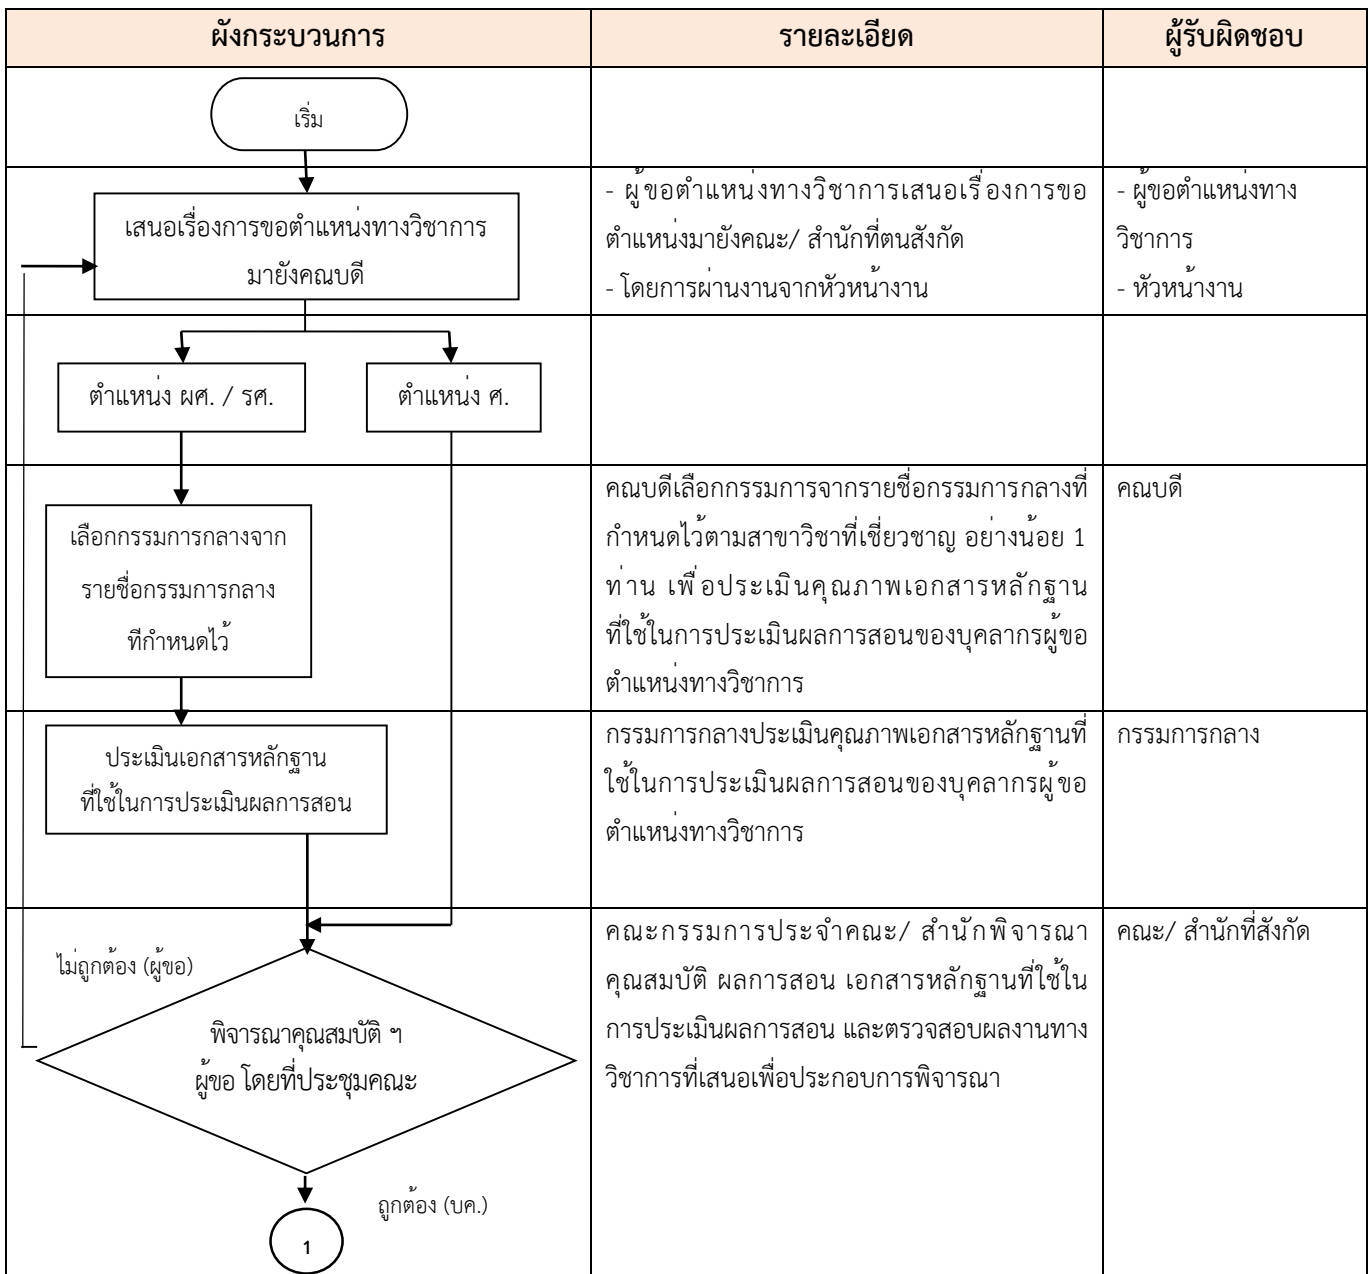 ผังกระบวนการ
รายละเอียด
ผู้รับผิดชอบ
เริ่ม
เสนอเรื่องการขอตำแหน่งทางวิชาการ
มายังคณบดี
- ผู้ขอตำแหน่งทางวิชาการเสนอเรื่องการขอ
ตำแหน่งมายังคณะ/ สำนักที่ตนสังกัด
- โดยการผ่านงานจากหัวหน้างาน
- ผู้ขอตำแหน่งทาง
วิชาการ
- หัวหน้างาน
ตำแหน่ง ผศ. / รศ.
ตำแหน่ง ศ.
เลือกกรรมการกลางจาก
รายชื่อกรรมการกลาง
ทีกำหนดไว้
คณบดีเลือกกรรมการจากรายชื่อกรรมการกลางที่
กำหนดไว้ตามสาขาวิชาที่เชี่ยวชาญ อย่างน้อย 1
ท่าน เพื่อประเมินคุณภาพเอกสารหลักฐาน
ที่ใช้ในการประเมินผลการสอนของบุคลากรผู้ขอ
ตำแหน่งทางวิชาการ
คณบดี
ประเมินเอกสารหลักฐาน
ที่ใช้ในการประเมินผลการสอน
กรรมการกลางประเมินคุณภาพเอกสารหลักฐานที่
ใช้ในการประเมินผลการสอนของบุคลากรผู้ขอ
ตำแหน่งทางวิชาการ
กรรมการกลาง
ไม่ถูกต้อง (ผู้ขอ)
พิจารณาคุณสมบัติ ฯ
ผู้ขอ โดยที่ประชุมคณะ
ถูกต้อง (บค.)
1
คณะกรรมการประจำคณะ/ สำนักพิจารณา
คุณสมบัติ ผลการสอน เอกสารหลักฐานที่ใช้ใน
การประเมินผลการสอน และตรวจสอบผลงานทาง
วิชาการที่เสนอเพื่อประกอบการพิจารณา
คณะ/ สำนักที่สังกัด